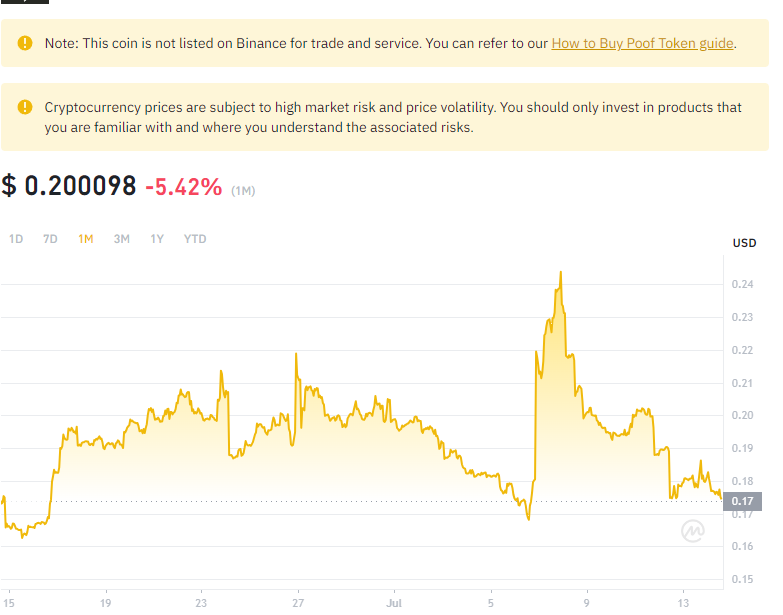 Note: This coin is not listed on Binance for trade and service. You can refer to our How to Buy Poof Token guide.
Cryptocurrency prices are subject to high market risk and price volatility. You should only invest in products that
you are familiar with and where you understand the associated risks.
$ 0.200098 -5.42% (1M)
1D 7D 1M 3M 1Y YTD
USD
0.24
0.23
0.22
0.21
0.20
0.19
0.18
0.17
0.17
0.16
0.15
15 19 23 27 Jul 5 9 13